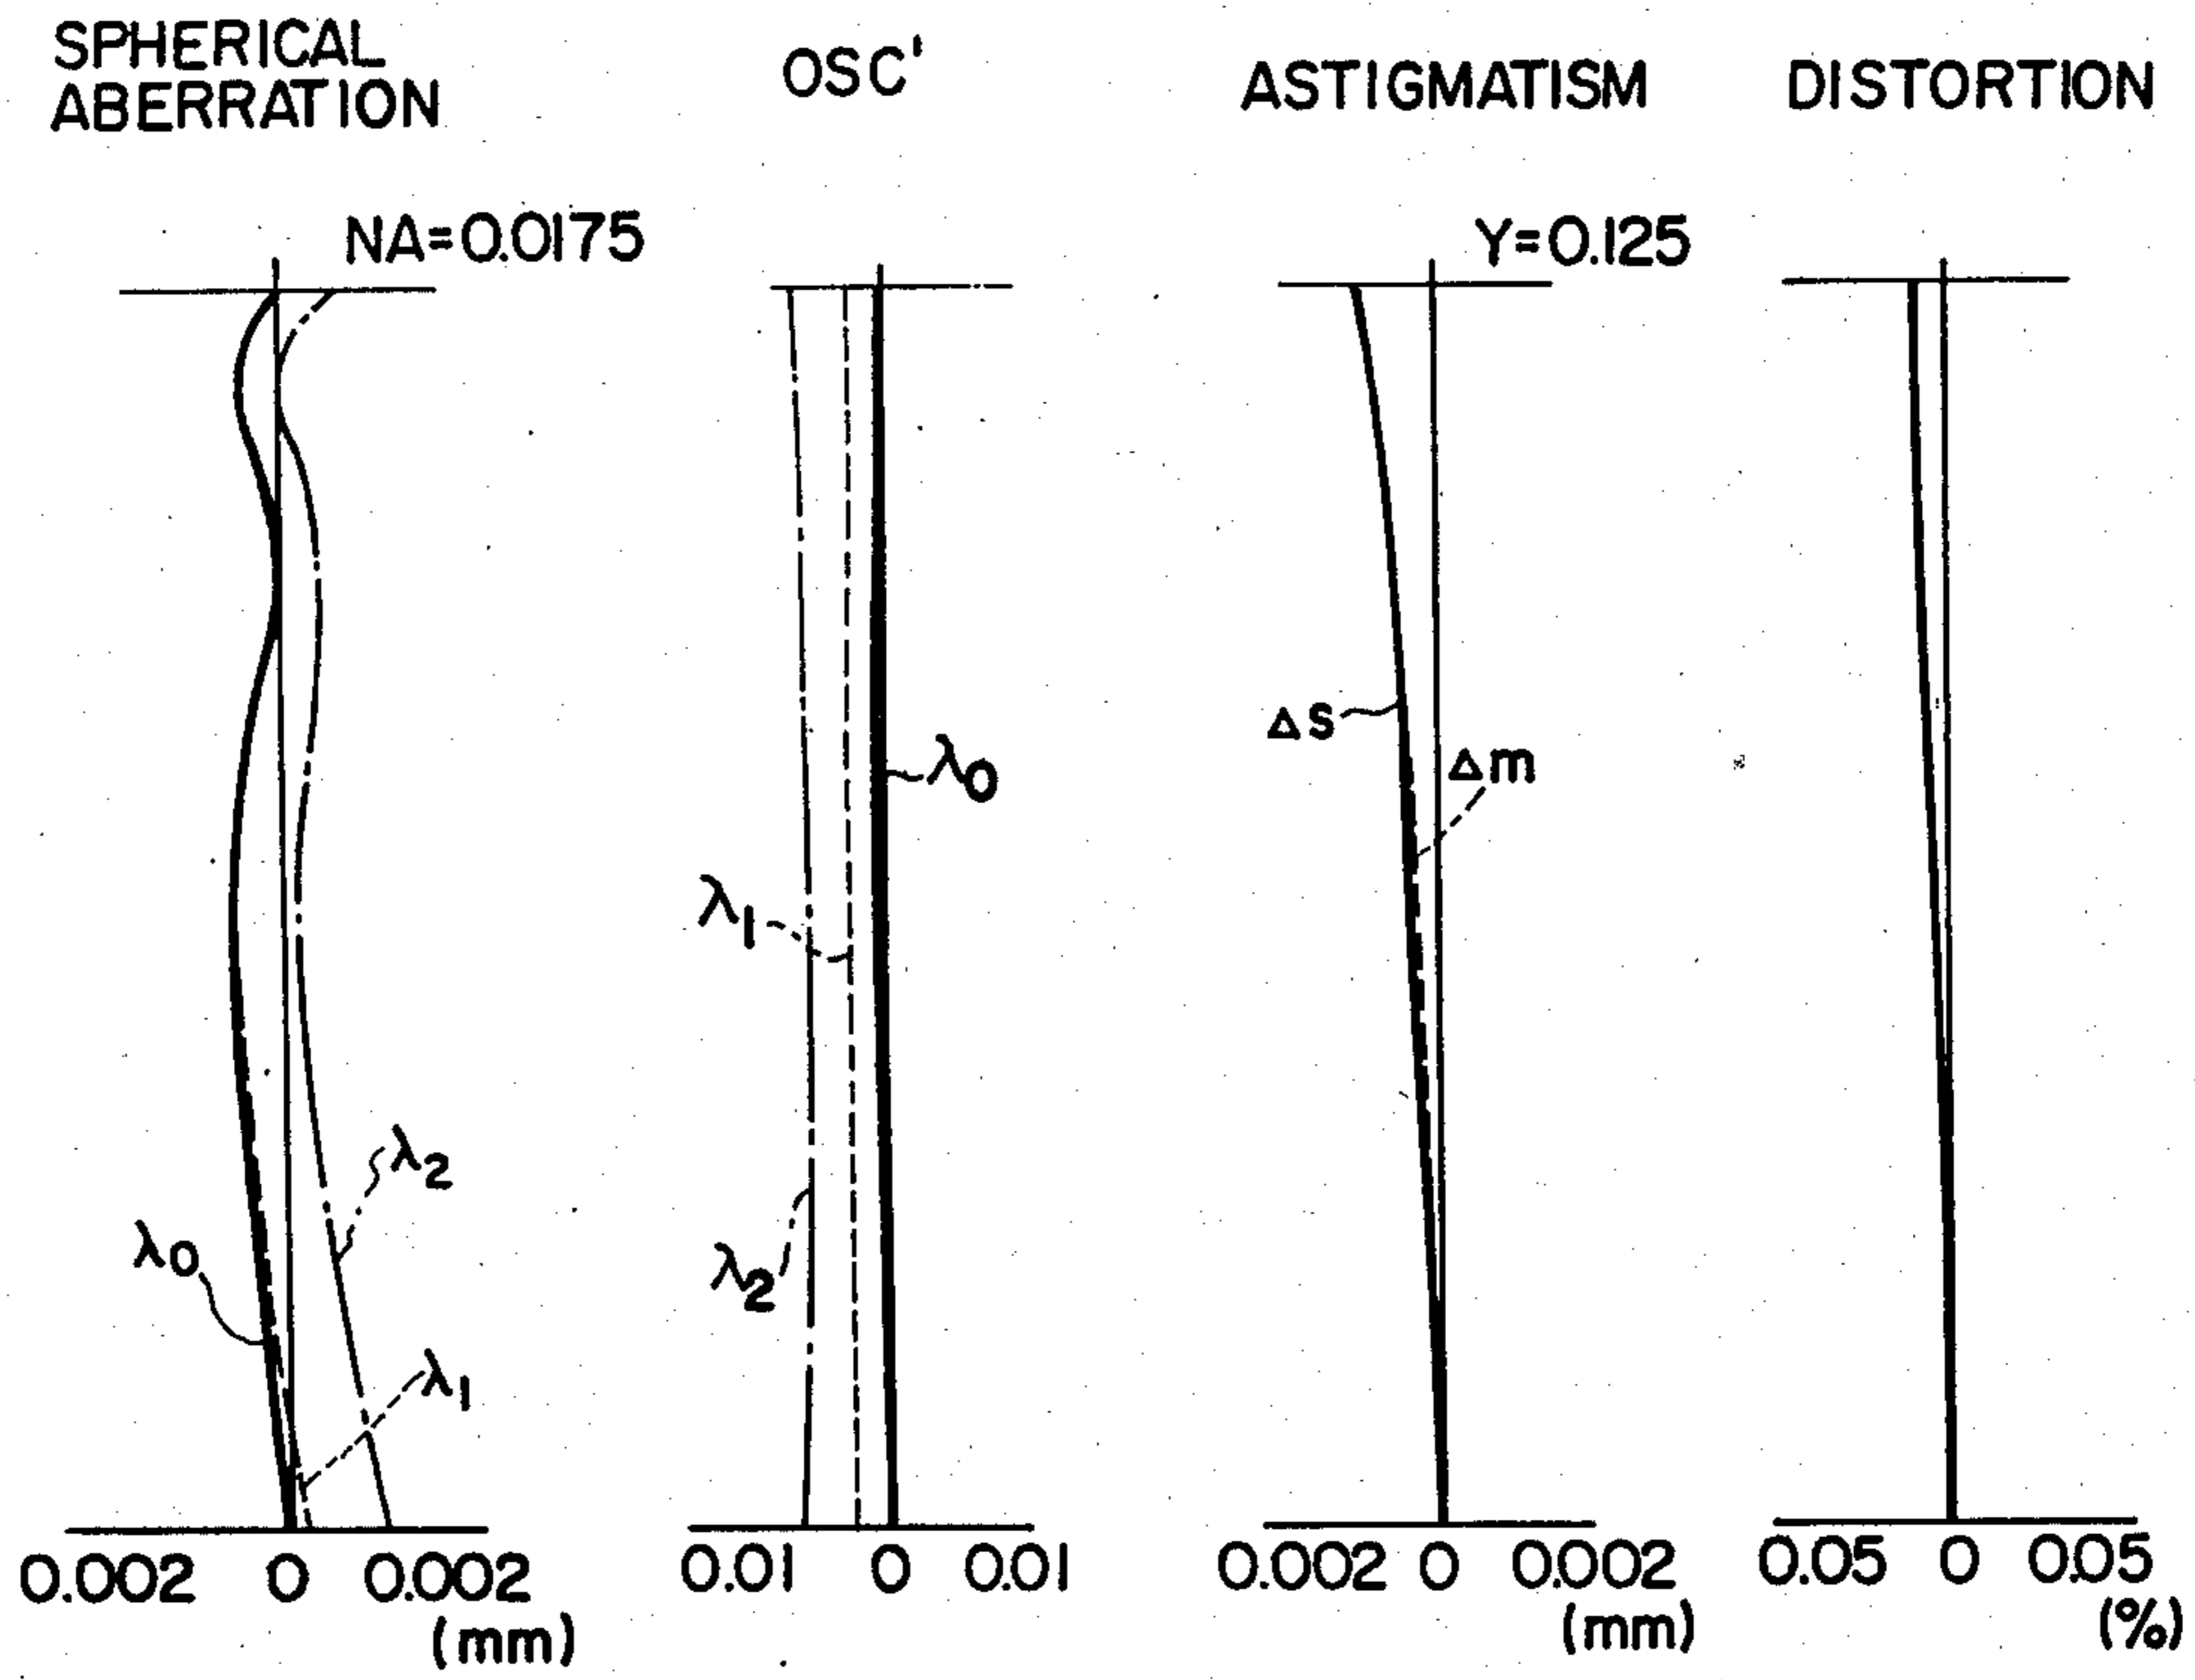 SPHERICAL
ABERRATION
OSC'
ASTIGMATISM
DISTORTION
NA=0.0175
Y=0.125
ΔS
Δm
λ0
λ1
λ2
λ2
λ0
λ1
0.002 0 0.002
(mm)
0.01 0 0.01
0.002 0 0.002
(mm)
0.05 0 0.05
(%)